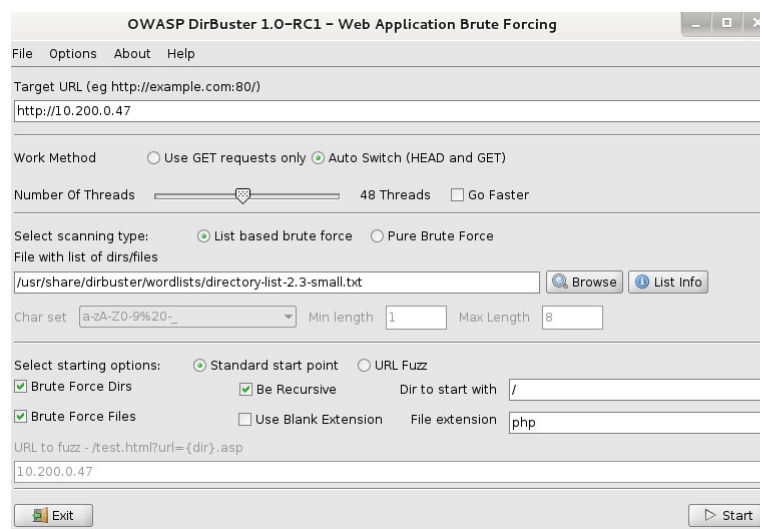 OWASP DirBuster 1.0-RC1 - Web Application Brute Forcing
File Options About Help
Target URL (eg http://example.com:80/)
http://10.200.0.47
Work Method Use GET requests only Auto Switch (HEAD and GET)
Number Of Threads 48 Threads Go Faster
Select scanning type: List based brute force Pure Brute Force
File with list of dirs/files
/usr/share/dirbuster/wordlists/directory-list-2.3-small.txt Browse List Info
Char set a-zA-Z0-9%20-_ Min length 1 Max Length 8
Select starting options: Standard start point URL Fuzz
Brute Force Dirs Be Recursive Dir to start with /
Brute Force Files Use Blank Extension File extension php
URL to fuzz - /test.html?url={dir}.asp
10.200.0.47
Exit Start